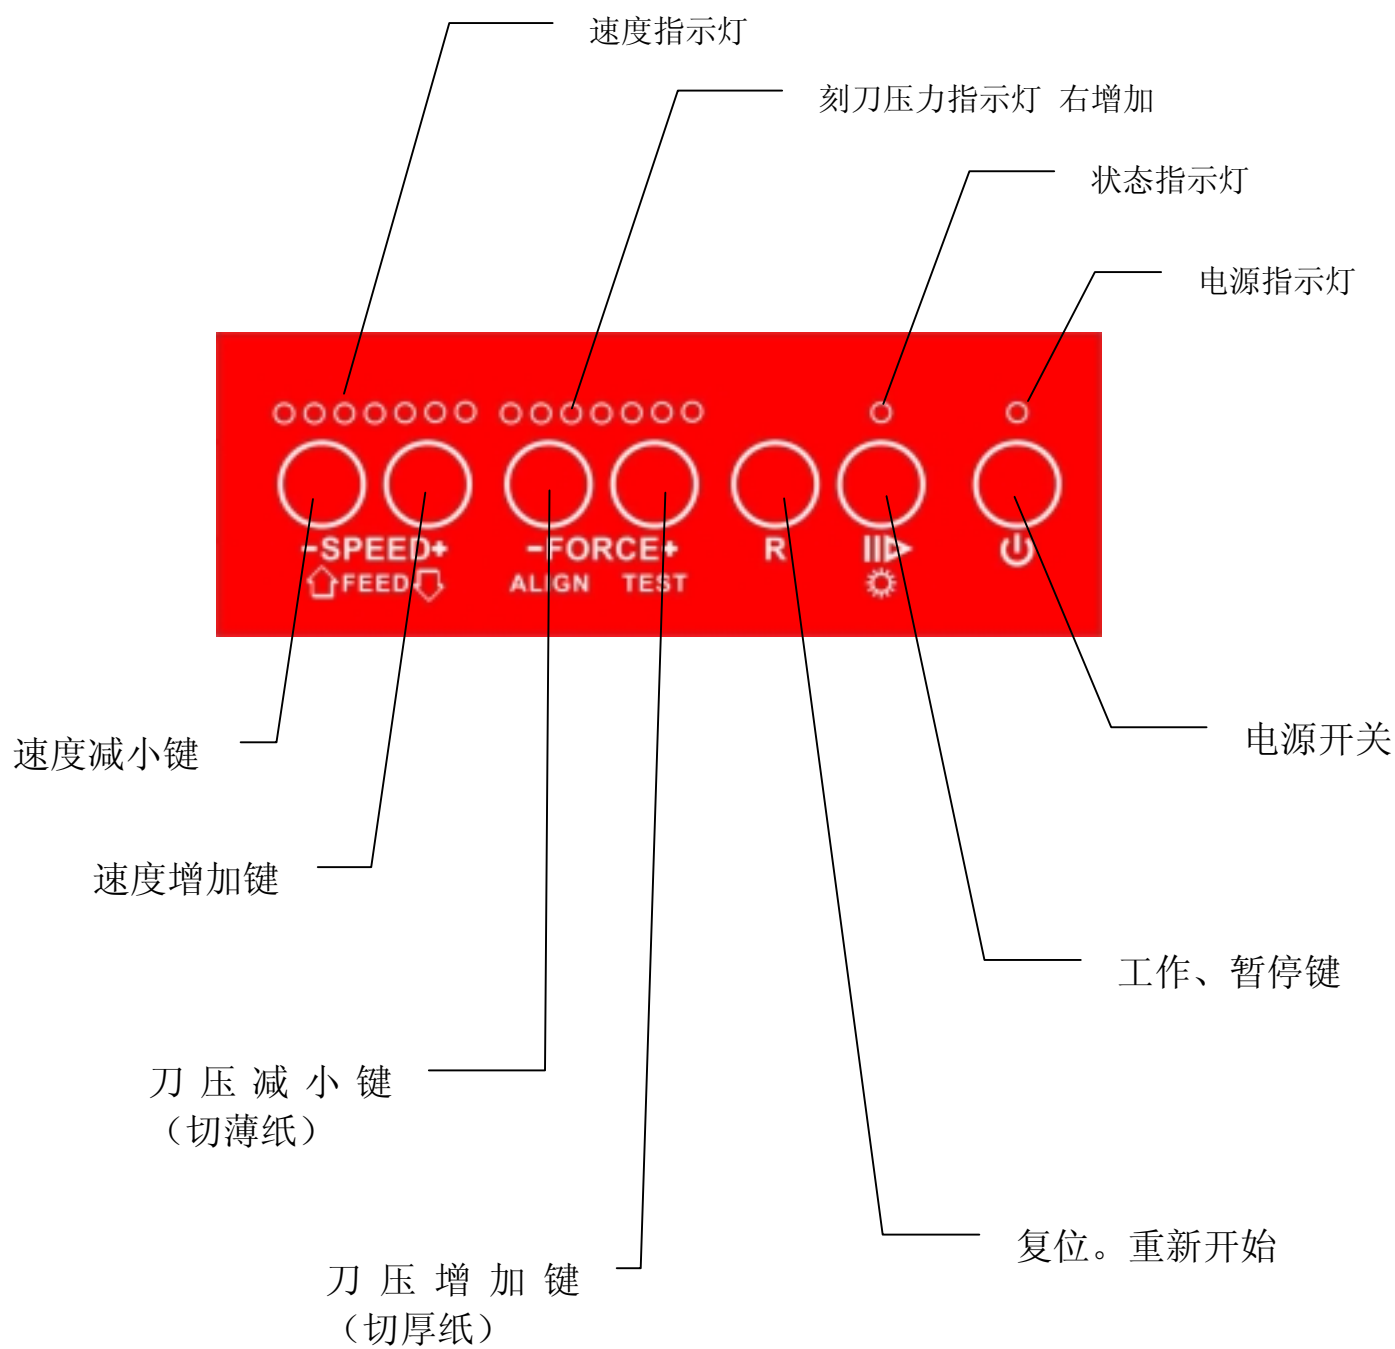 速度指示灯
刻刀压力指示灯 右增加
状态指示灯
电源指示灯
-SPEED+
-FORCE+
R
FEED
ALIGN TEST
速度减小键
电源开关
速度增加键
工作、暂停键
刀压减小键
（切薄纸）
复位。重新开始
刀压增加键
（切厚纸）